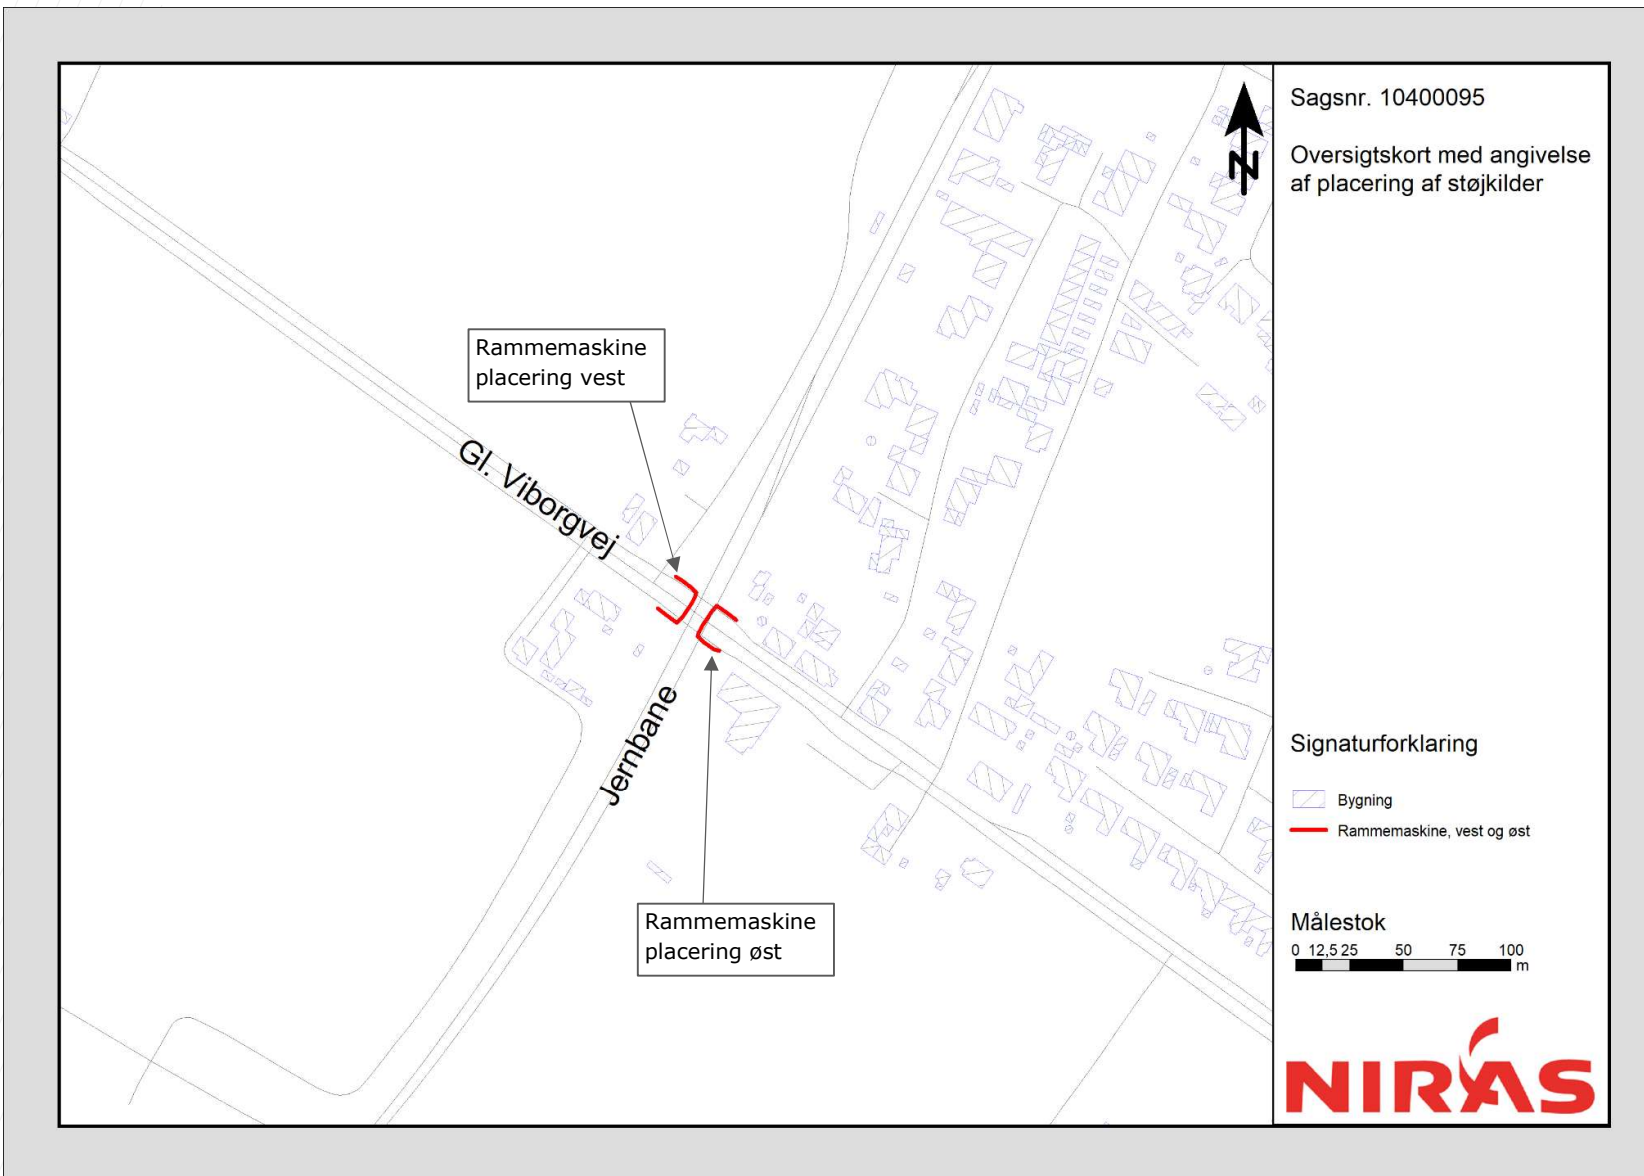 Sagsnr. 10400095
Oversigtskort med angivelse
af placering af støjkilder
N
Rammemaskine
placering vest
Gl. Viborgvej
Jernbane
Rammemaskine
placering øst
Signaturforklaring
Bygning
Rammemaskine, vest og øst
Målestok
0 12,5 25 50 75 100
m
NIRAS